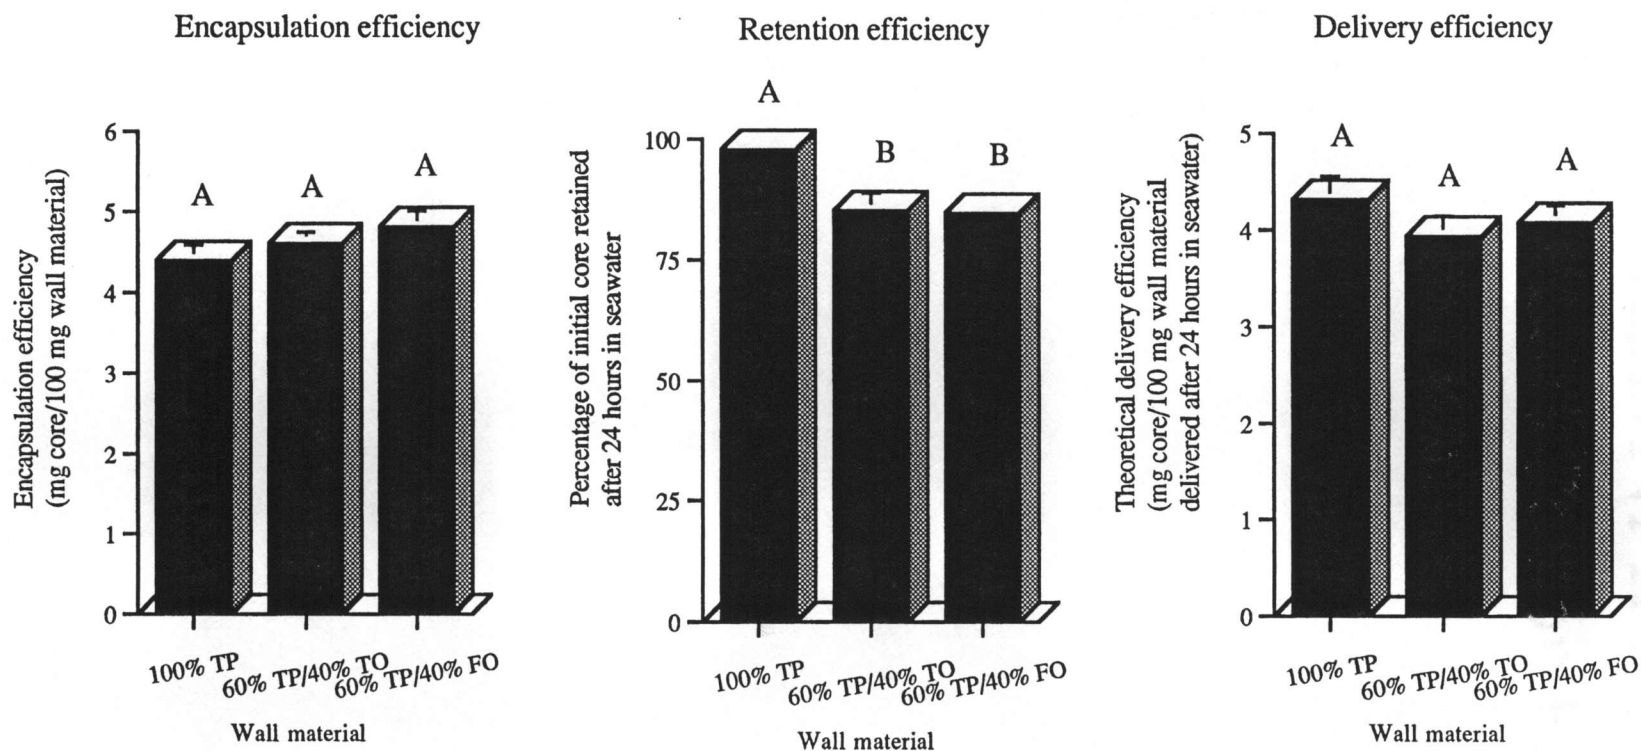 Encapsulation efficiency
Encapsulation efficiency
(mg core/100 mg wall material)
6
5
4
3
2
1
0
A
A
A
100% TP
60% TP/40% TO
60% TP/40% FO
Wall material
Retention efficiency
Percentage of initial core retained
after 24 hours in seawater
100
75
50
25
0
A
B
B
100% TP
60% TP/40% TO
60% TP/40% FO
Wall material
Delivery efficiency
Theoretical delivery efficiency
(mg core/100 mg wall material
delivered after 24 hours in seawater)
5
4
3
2
1
0
A
A
A
100% TP
60% TP/40% TO
60% TP/40% FO
Wall material